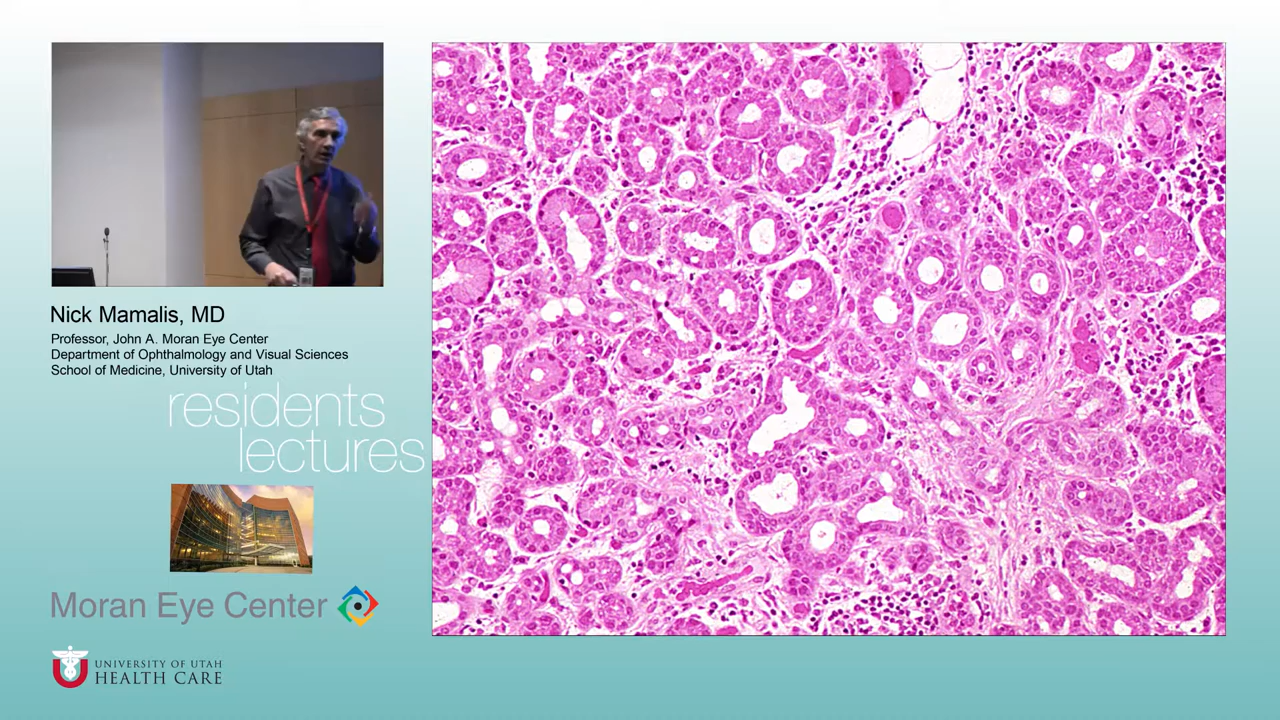 Nick Mamalis, MD
Professor, John A. Moran Eye Center
Department of Ophthalmology and Visual Sciences
School of Medicine, University of Utah
residents
lectures
Moran Eye Center
UNIVERSITY OF UTAH
HEALTH CARE